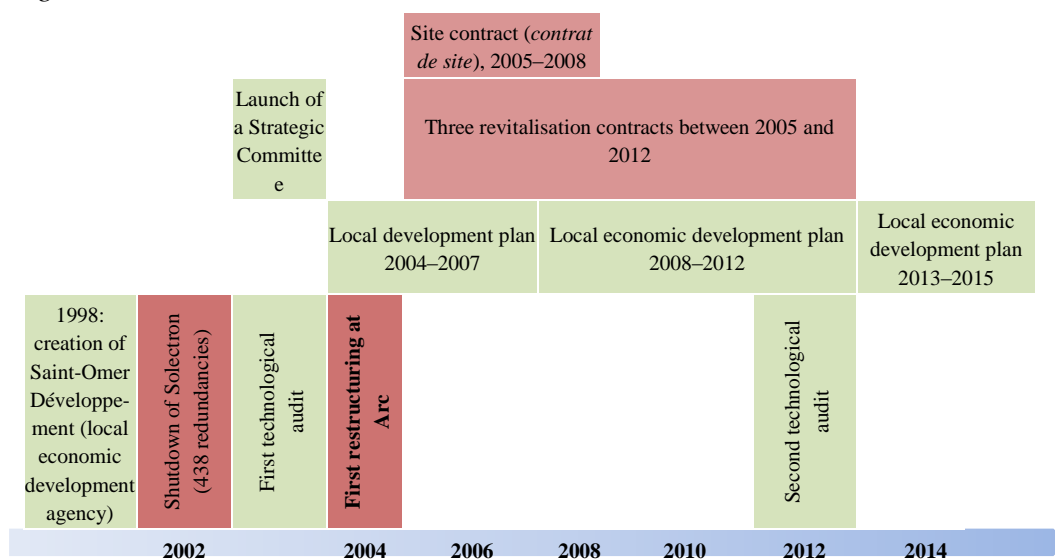 Site contract (contrat
de site), 2005–2008
Launch of
a Strategic
Committe
e
Three revitalisation contracts between 2005 and
2012
Local development plan
2004–2007
Local economic development plan
2008–2012
Local economic
development plan
2013–2015
1998:
creation of
Saint-Omer
Développe-
ment (local
economic
development
agency)
Shutdown of Solectron
(438 redundancies)
First technological
audit
First restructuring at
Arc
Second technological
audit
2002 2004 2006 2008 2010 2012 2014